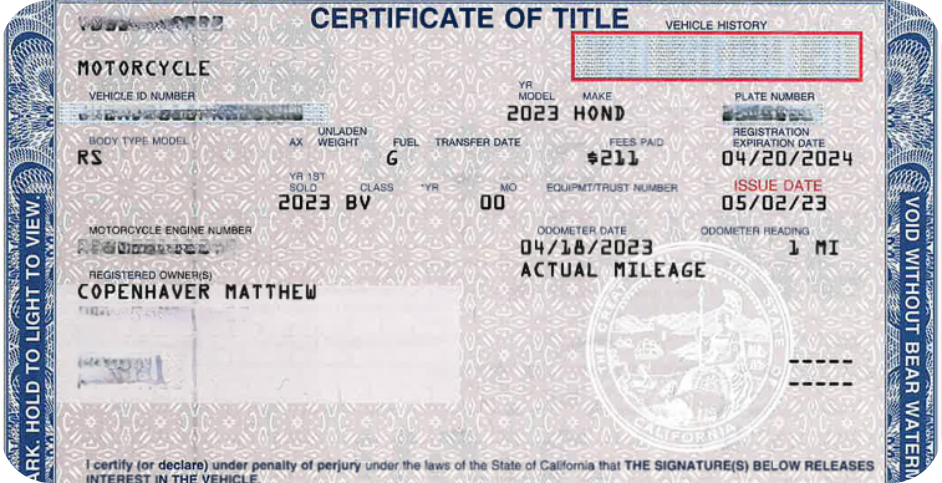 CERTIFICATE OF TITLE
VEHICLE HISTORY
MOTORCYCLE
VEHICLE ID NUMBER
YR MODEL
MAKE
PLATE NUMBER
2023 HOND
BODY TYPE MODEL
AX
UNLADEN WEIGHT
FUEL
TRANSFER DATE
FEES PAID
REGISTRATION EXPIRATION DATE
RS
G
$211
04/20/2024
YR 1ST SOLD
CLASS
*YR
MO
EQUIPMT/TRUST NUMBER
ISSUE DATE
2023 BV
00
05/02/23
MOTORCYCLE ENGINE NUMBER
ODOMETER DATE
ODOMETER READING
04/18/2023
1 MI
REGISTERED OWNER(S)
ACTUAL MILEAGE
COPENHAVER MATTHEW
-----
-----
I certify (or declare) under penalty of perjury under the laws of the State of California that THE SIGNATURE(S) BELOW RELEASES
INTEREST IN THE VEHICLE.
ARK. HOLD TO LIGHT TO VIEW.
VOID WITHOUT BEAR WATERM
CALIFORNIA